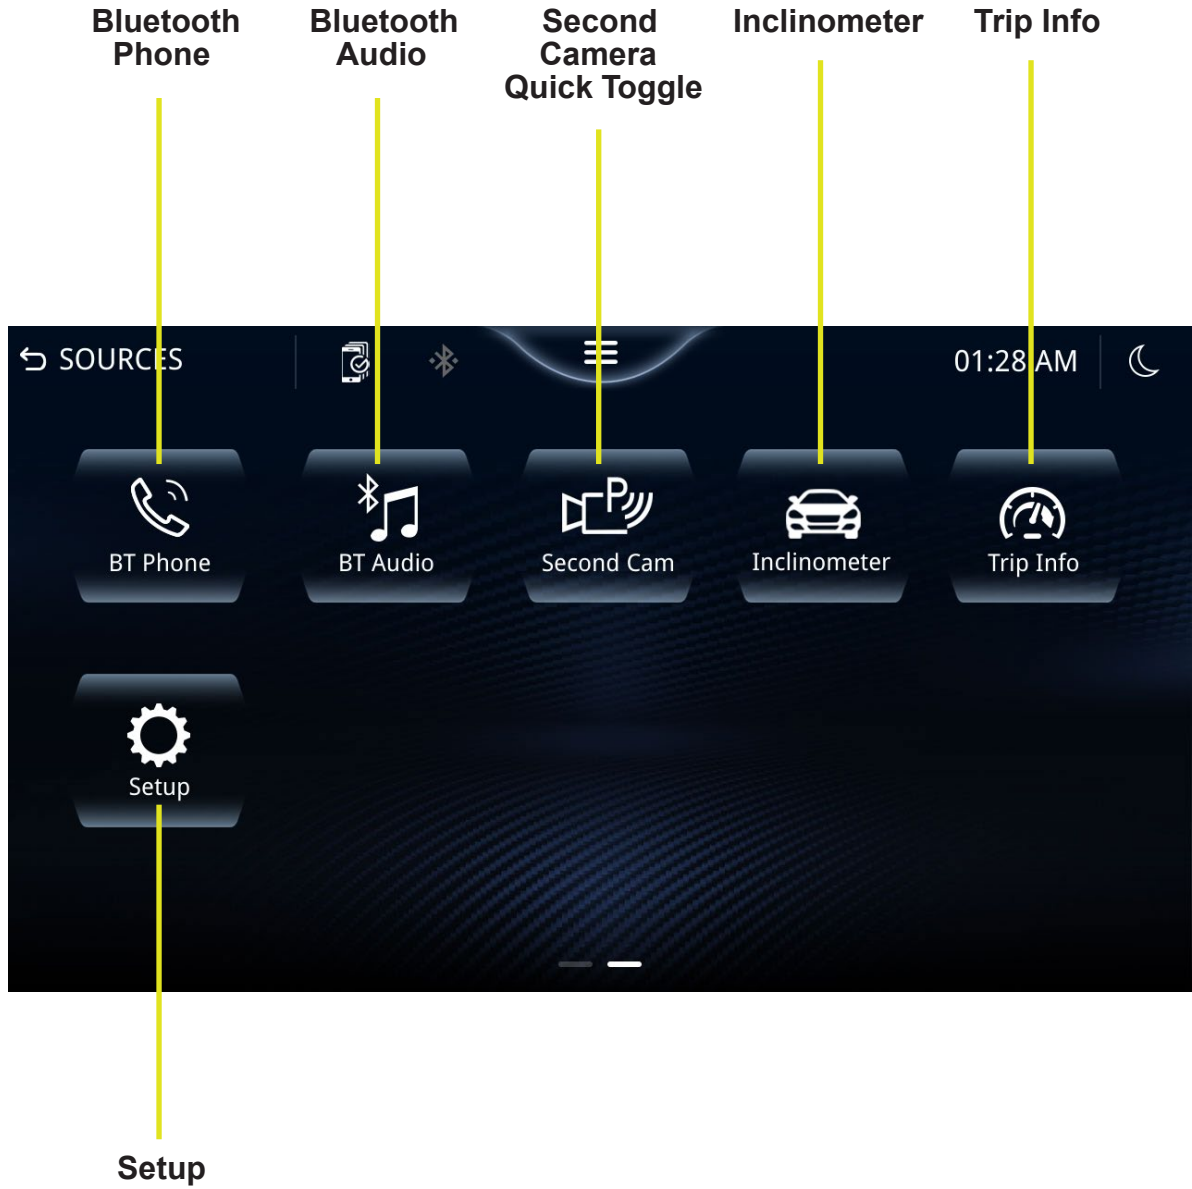 Bluetooth
Phone
Bluetooth
Audio
Second
Camera
Quick Toggle
Inclinometer
Trip Info
SOURCES
01:28 AM
BT Phone
BT Audio
P
Second Cam
Inclinometer
Trip Info
Setup
Setup